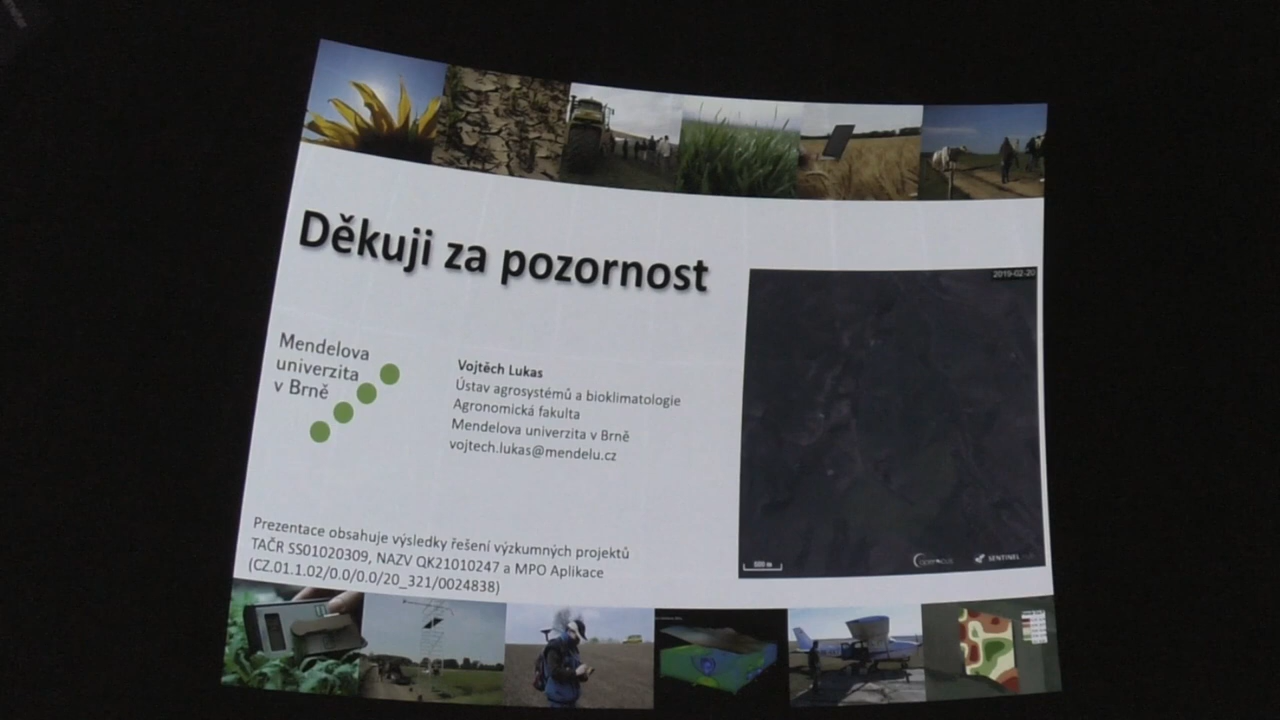 Děkuji za pozornost
2019-02-20
Mendelova
univerzita
v Brně
Vojtěch Lukas
Ústav agrosystémů a bioklimatologie
Agronomická fakulta
Mendelova univerzita v Brně
vojtech.lukas@mendelu.cz
500 m
SENTINEL
Prezentace obsahuje výsledky řešení výzkumných projektů
TAČR SS01020309, NAZV QK21010247 a MPO Aplikace
(CZ.01.1.02/0.0/0.0/20_321/0024838)